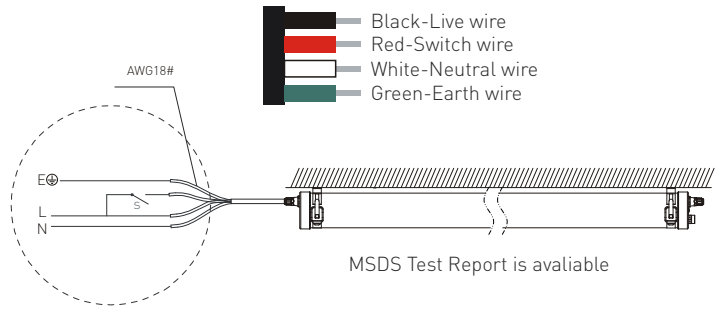 Black-Live wire
Red-Switch wire
White-Neutral wire
Green-Earth wire
AWG18#
E
S
L
N
MSDS Test Report is avaliable